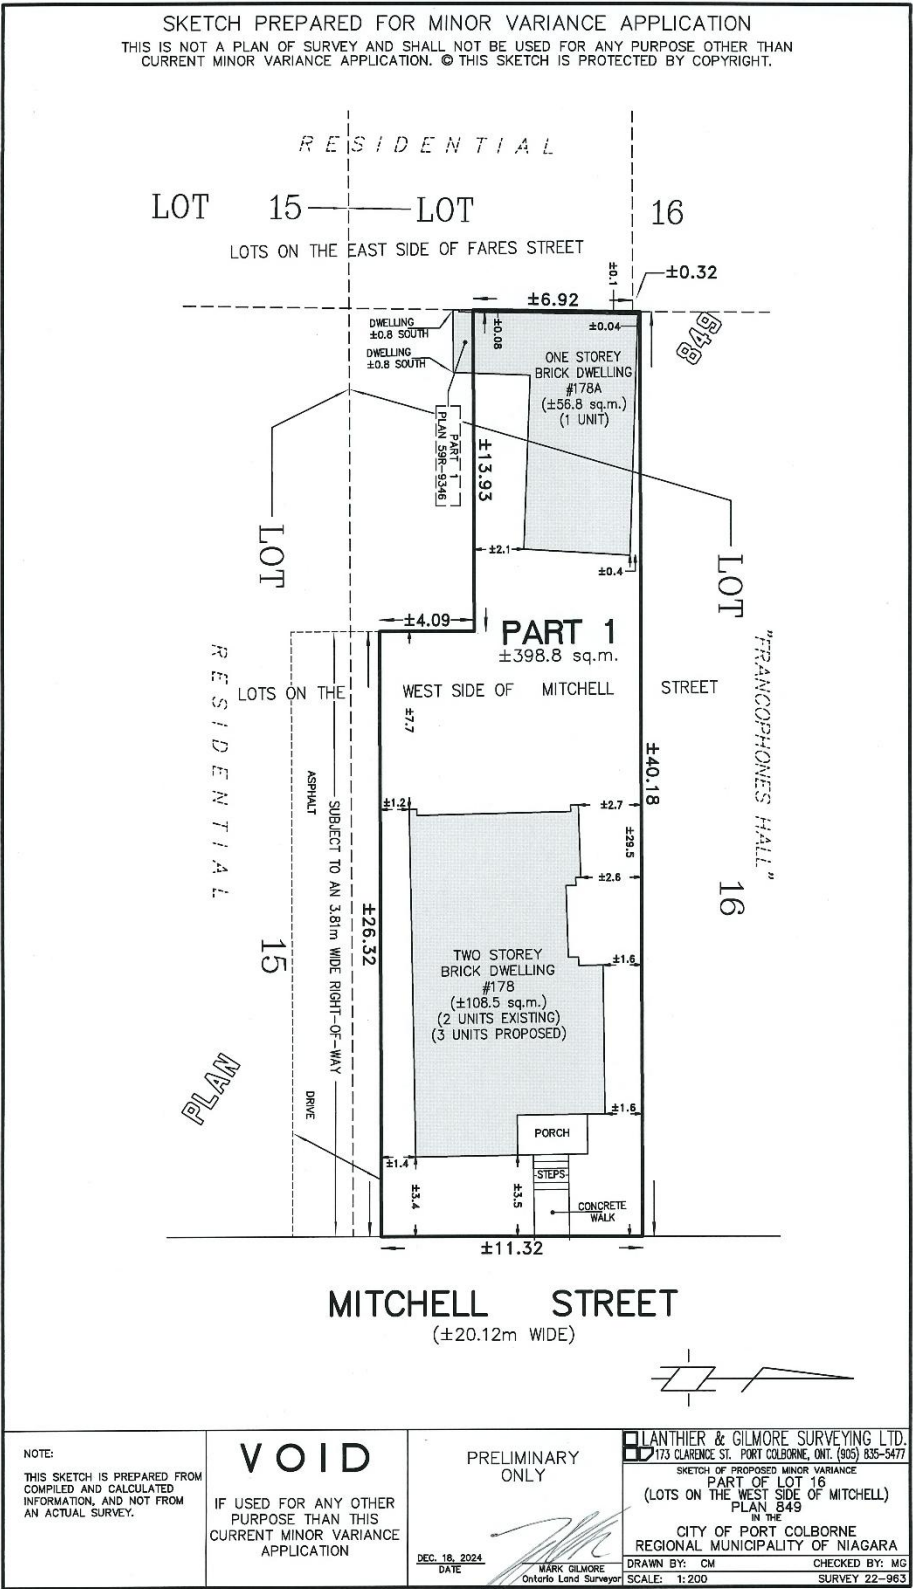 SKETCH PREPARED FOR MINOR VARIANCE APPLICATION
THIS IS NOT A PLAN OF SURVEY AND SHALL NOT BE USED FOR ANY PURPOSE OTHER THAN
CURRENT MINOR VARIANCE APPLICATION. © THIS SKETCH IS PROTECTED BY COPYRIGHT.
RESIDENTIAL
LOT 15 LOT 16
LOTS ON THE EAST SIDE OF FARES STREET
±0.1
±0.32
±6.92
849
DWELLING
±0.8 SOUTH
±0.08
±0.04
DWELLING
±0.8 SOUTH
ONE STOREY
BRICK DWELLING
#178A
(±56.8 sq.m.)
(1 UNIT)
PART 1
PLAN 59R-9346
±13.93
±2.1
±0.4
LOT
LOT
±4.09
PART 1
±398.8 sq.m.
RESIDENTIAL
"FRANCOPHONES HALL"
LOTS ON THE WEST SIDE OF MITCHELL STREET
±7.7
±40.18
ASPHALT
SUBJECT TO AN 3.81m WIDE RIGHT-OF-WAY
±1.2
±2.7
±29.5
±2.6
16
±26.32
15
TWO STOREY
BRICK DWELLING
#178
(±108.5 sq.m.)
(2 UNITS EXISTING)
(3 UNITS PROPOSED)
±1.6
PLAN
DRIVE
±1.6
PORCH
±1.4
STEPS
±3.4
±3.5
CONCRETE
WALK
±11.32
MITCHELL STREET
(±20.12m WIDE)
NOTE:
THIS SKETCH IS PREPARED FROM
COMPILED AND CALCULATED
INFORMATION, AND NOT FROM
AN ACTUAL SURVEY.
VOID
IF USED FOR ANY OTHER
PURPOSE THAN THIS
CURRENT MINOR VARIANCE
APPLICATION
PRELIMINARY
ONLY
DEC. 18, 2024
DATE
MARK GILMORE
Ontario Land Surveyor
LANTHIER & GILMORE SURVEYING LTD.
173 CLARENCE ST. PORT COLBORNE, ONT. (905) 835-5477
SKETCH OF PROPOSED MINOR VARIANCE
PART OF LOT 16
(LOTS ON THE WEST SIDE OF MITCHELL)
PLAN 849
IN THE
CITY OF PORT COLBORNE
REGIONAL MUNICIPALITY OF NIAGARA
DRAWN BY: CM CHECKED BY: MG
SCALE: 1:200 SURVEY 22-963